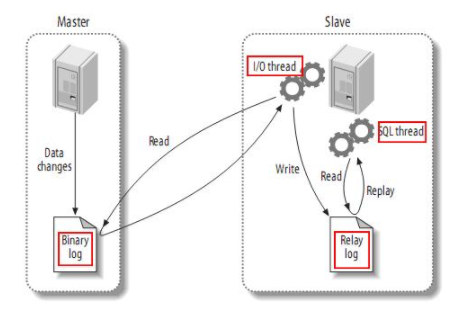 Master
Slave
I/O thread
SQL thread
Read
Data
changes
Write
Read
Replay
Binary
log
Relay
log